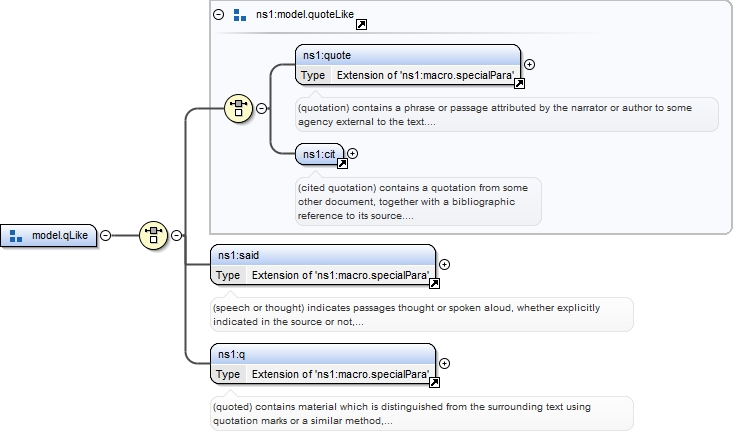 ns1:model.quoteLike
ns1:quote
Type Extension of 'ns1:macro.specialPara'
(quotation) contains a phrase or passage attributed by the narrator or author to some
agency external to the text....
ns1:cit
(cited quotation) contains a quotation from some
other document, together with a bibliographic
reference to its source....
model.qLike
ns1:said
Type Extension of 'ns1:macro.specialPara'
(speech or thought) indicates passages thought or spoken aloud, whether explicitly
indicated in the source or not,...
ns1:q
Type Extension of 'ns1:macro.specialPara'
(quoted) contains material which is distinguished from the surrounding text using
quotation marks or a similar method,...